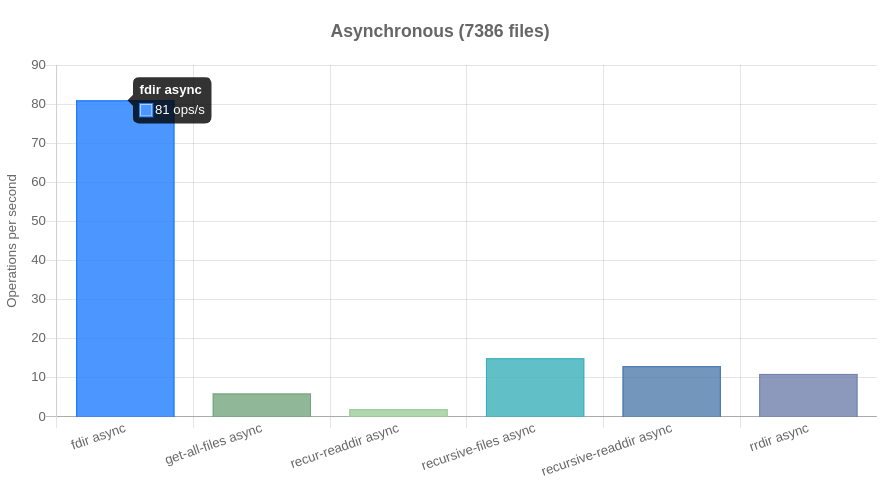 Asynchronous (7386 files)
Operations per second
90
80
70
60
50
40
30
20
10
0
fdir async
81 ops/s
fdir async
get-all-files async
recur-readdir async
recursive-files async
recursive-readdir async
rrdir async